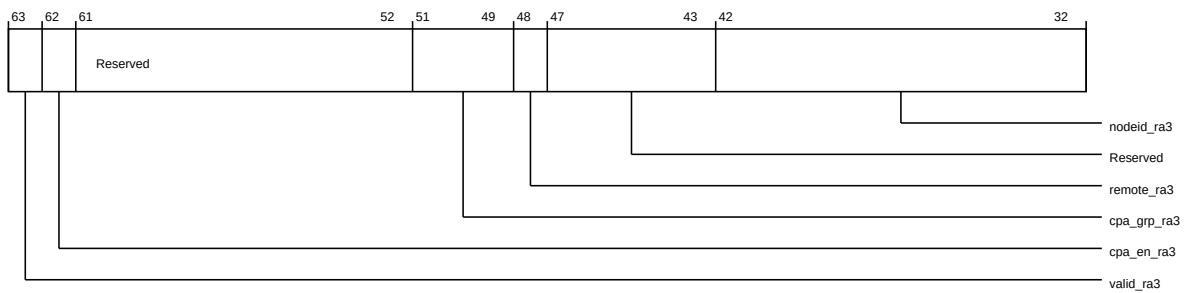 63 62 61 52 51 49 48 47 43 42 32
Reserved
nodeid_ra3
Reserved
remote_ra3
cpa_grp_ra3
cpa_en_ra3
valid_ra3